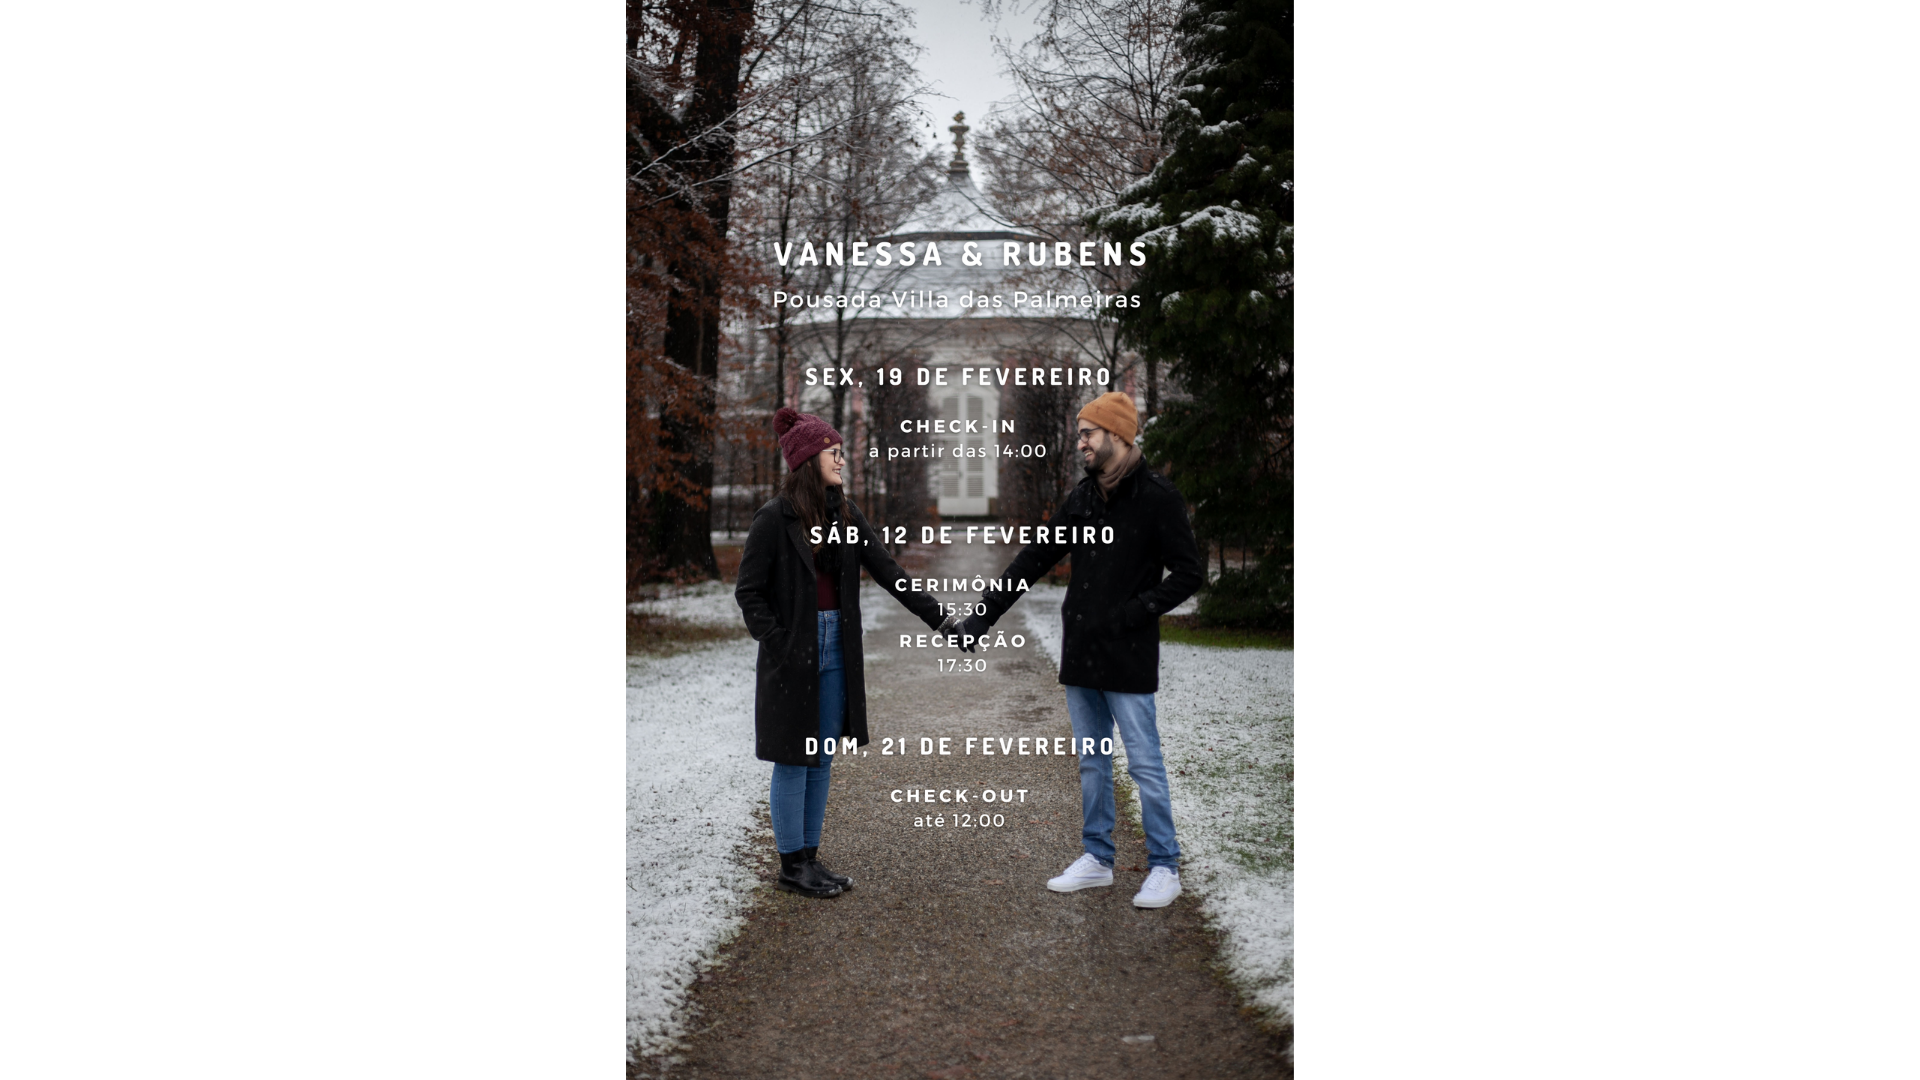 VANESSA & RUBENS
Pousada Villa das Palmeiras
SEX, 19 DE FEVEREIRO
CHECK-IN
a partir das 14:00
SÁB, 12 DE FEVEREIRO
CERIMÔNIA
15:30
RECEPÇÃO
17:30
DOM, 21 DE FEVEREIRO
CHECK-OUT
até 12:00